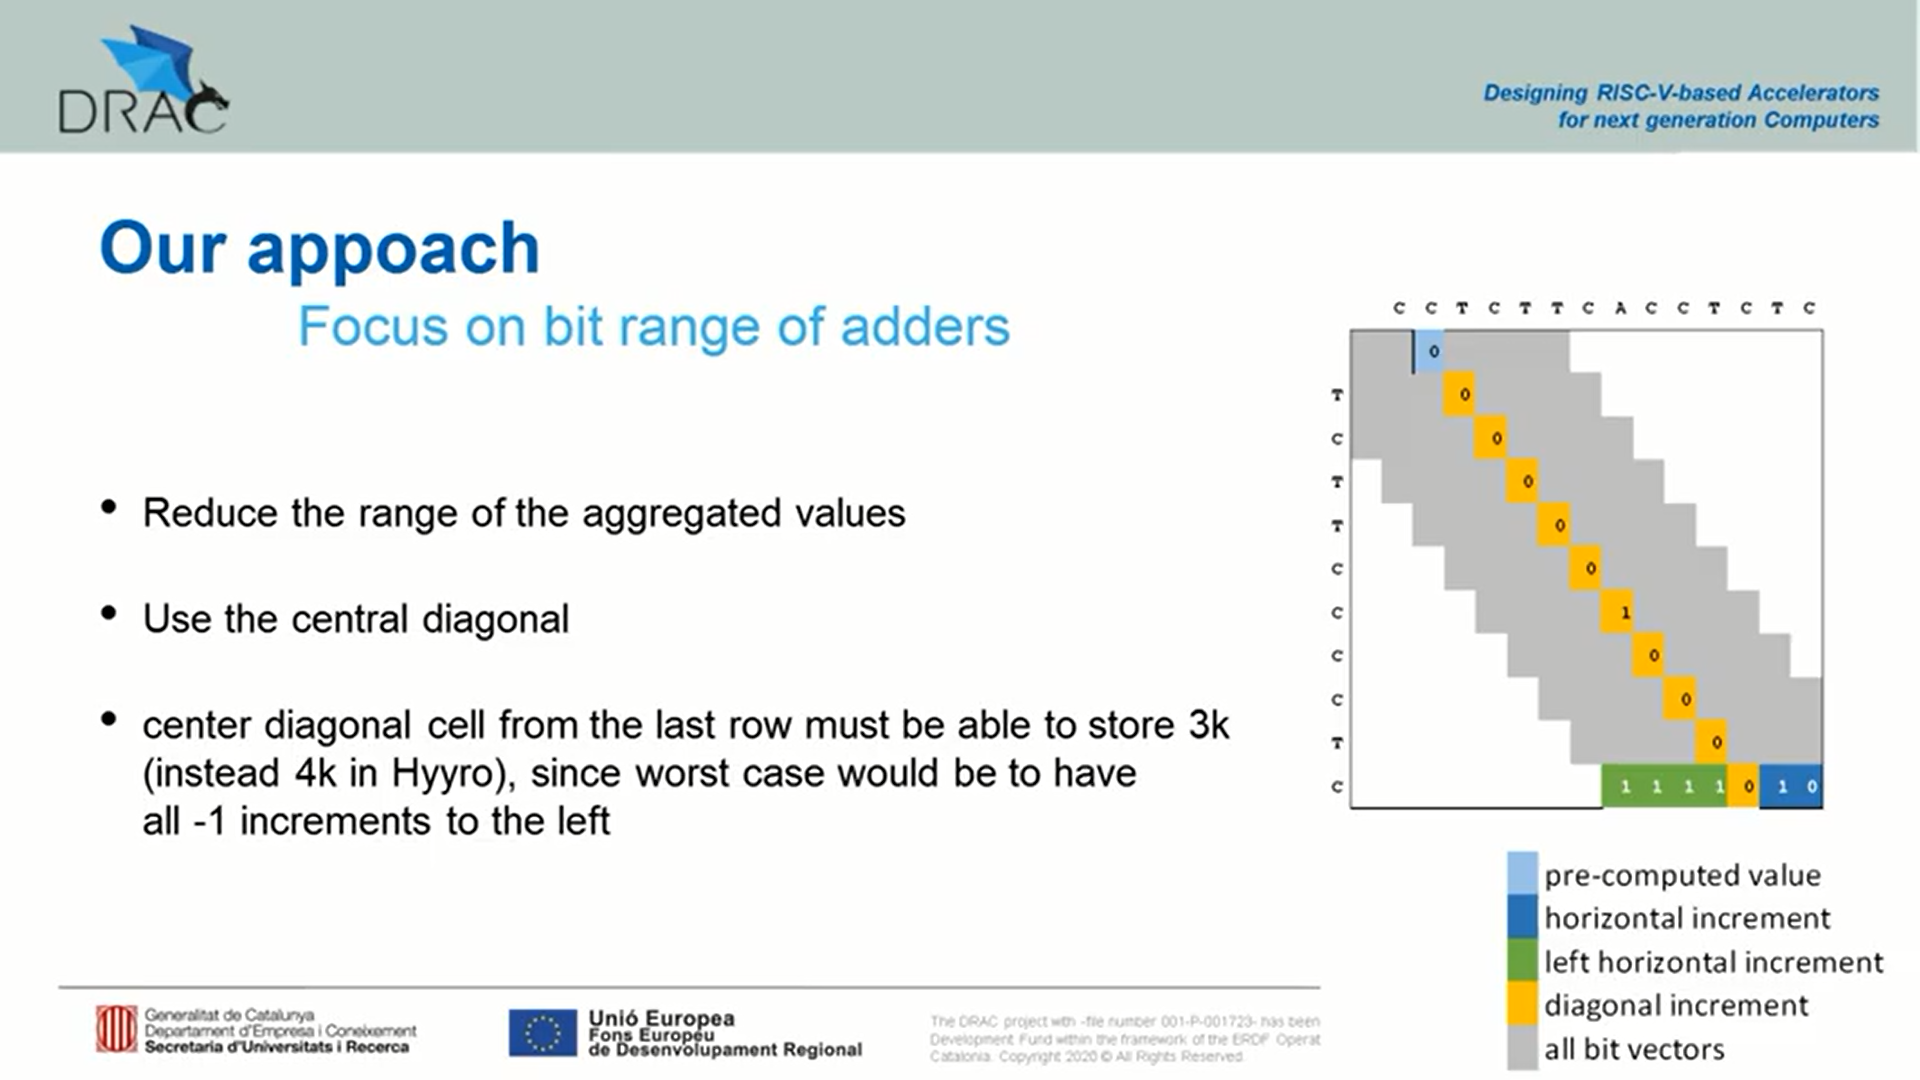 DRAC
Designing RISC-V-based Accelerators
for next generation Computers
Our appoach
Focus on bit range of adders
• Reduce the range of the aggregated values
• Use the central diagonal
• center diagonal cell from the last row must be able to store 3k
(instead 4k in Hyyro), since worst case would be to have
all -1 increments to the left
C C T C T T C A C C T C T C
0
T 0
C 0
T 0
T 0
C 0
C 1
C 0
C 0
T 0
C 1 1 1 1 0 1 0
pre-computed value
horizontal increment
left horizontal increment
diagonal increment
all bit vectors
Generalitat de Catalunya
Departament d'Empresa i Coneixement
Secretaria d'Universitats i Recerca
Unió Europea
Fons Europeu
de Desenvolupament Regional
The DRAC project with -file number 001-P-001723- has been
Development Fund within the framework of the ERDF Operat
Catalonia. Copyright 2020 © All Rights Reserved